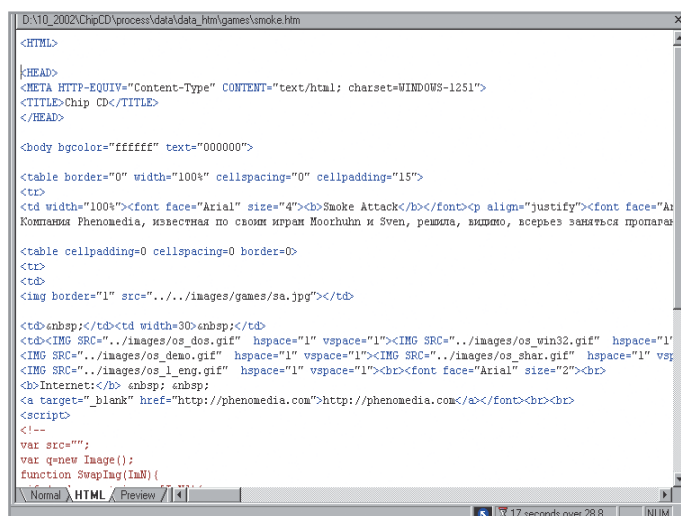 D:\10_2002\ChipCD\process\data\data_htm\games\smoke.htm
<HTML>
<HEAD>
<META HTTP-EQUIV="Content-Type" CONTENT="text/html; charset=WINDOWS-1251">
<TITLE>Chip CD</TITLE>
</HEAD>
<body bgcolor="ffffff" text="000000">
<table border="0" width="100%" cellspacing="0" cellpadding="15">
<tr>
<td width="100%"><font face="Arial" size="4"><b>Smoke Attack</b></font><p align="justify"><font face="Ar
Компания Phenomedia, известная по своим играм Moorhuhn и Sven, решила, видимо, всерьез заняться пропаган
<table cellpadding=0 cellspacing=0 border=0>
<tr>
<td>
<img border="1" src="../../images/games/sa.jpg"></td>
<td>&nbsp;</td><td width=30>&nbsp;</td>
<td><IMG SRC="../images/os_dos.gif" hspace="1" vspace="1"><IMG SRC="../images/os_win32.gif" hspace="1"
<IMG SRC="../images/os_demo.gif" hspace="1" vspace="1"><IMG SRC="../images/os_shar.gif" hspace="1" vsp
<IMG SRC="../images/os_l_eng.gif" hspace="1" vspace="1"><br><font face="Arial" size="2"><br>
<b>Internet:</b> &nbsp; &nbsp;
<a target="_blank" href="http://phenomedia.com">http://phenomedia.com</a></font><br><br>
<script>
<!--
var src="";
var q=new Image();
function SwapImg(ImN){
Normal HTML Preview
17 seconds over 28.8 NUM